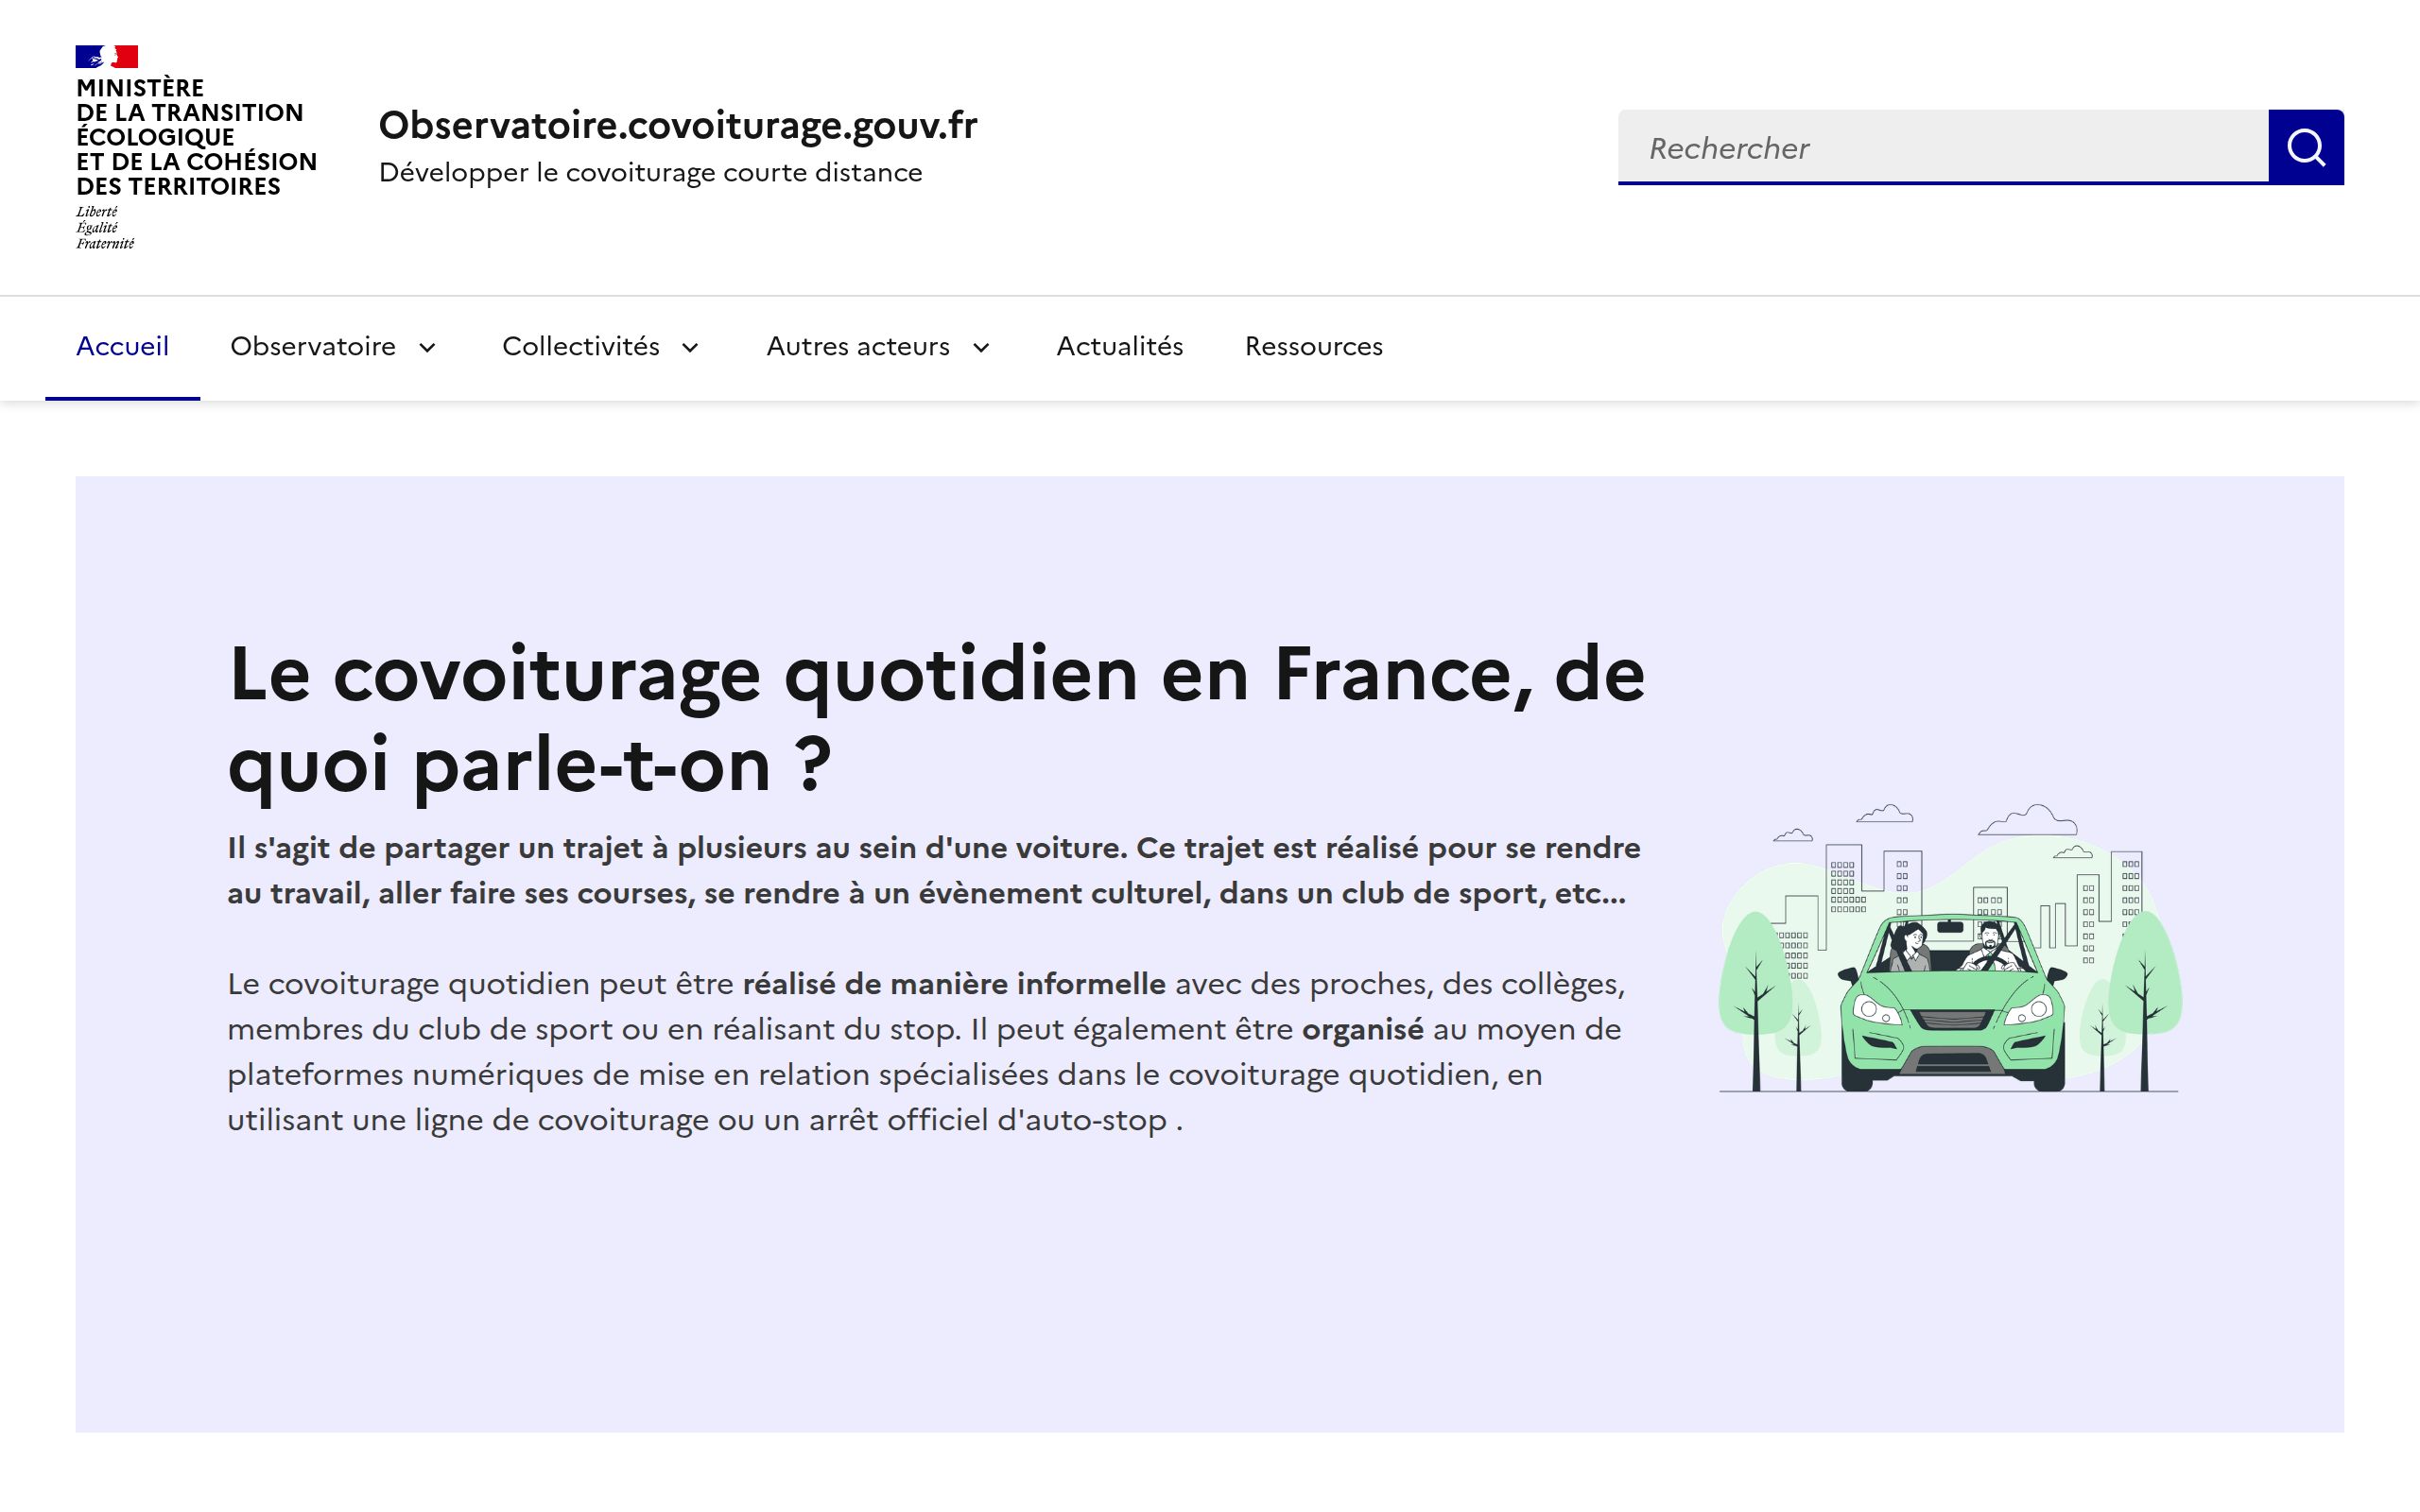 MINISTÈRE
DE LA TRANSITION
ÉCOLOGIQUE
ET DE LA COHÉSION
DES TERRITOIRES
Liberté
Égalité
Fraternité
Observatoire.covoiturage.gouv.fr
Développer le covoiturage courte distance
Rechercher
Accueil Observatoire Collectivités Autres acteurs Actualités Ressources
Le covoiturage quotidien en France, de
quoi parle-t-on ?
Il s'agit de partager un trajet à plusieurs au sein d'une voiture. Ce trajet est réalisé pour se rendre
au travail, aller faire ses courses, se rendre à un évènement culturel, dans un club de sport, etc...
Le covoiturage quotidien peut être réalisé de manière informelle avec des proches, des collèges,
membres du club de sport ou en réalisant du stop. Il peut également être organisé au moyen de
plateformes numériques de mise en relation spécialisées dans le covoiturage quotidien, en
utilisant une ligne de covoiturage ou un arrêt officiel d'auto-stop .